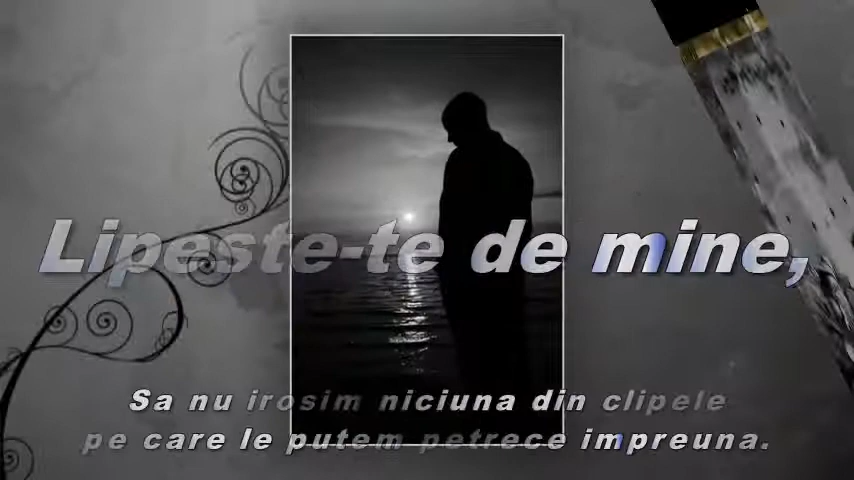 Lipeste-te de mine,
Sa nu irosim niciuna din clipele
pe care le putem petrece impreuna.